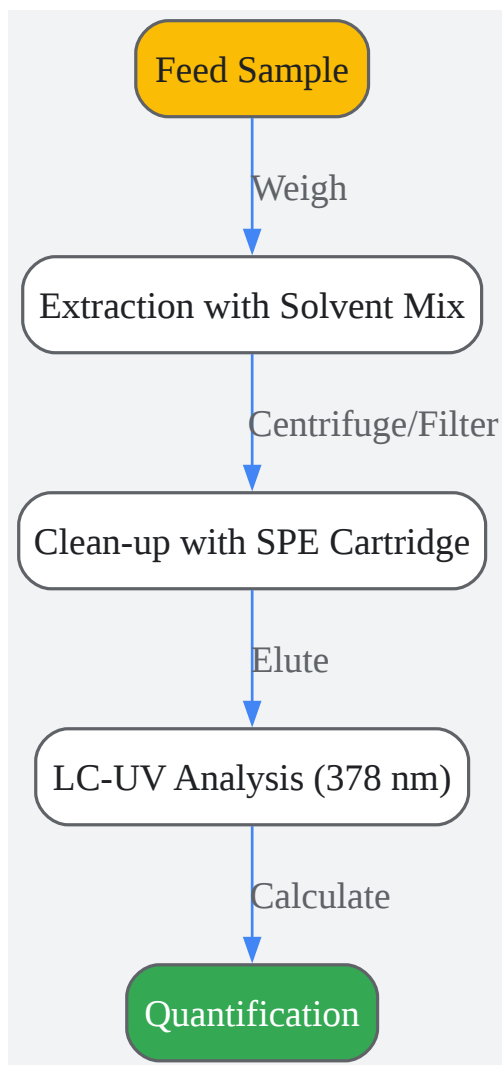 Feed Sample
Weigh
Extraction with Solvent Mix
Centrifuge/Filter
Clean-up with SPE Cartridge
Elute
LC-UV Analysis (378 nm)
Calculate
Quantification